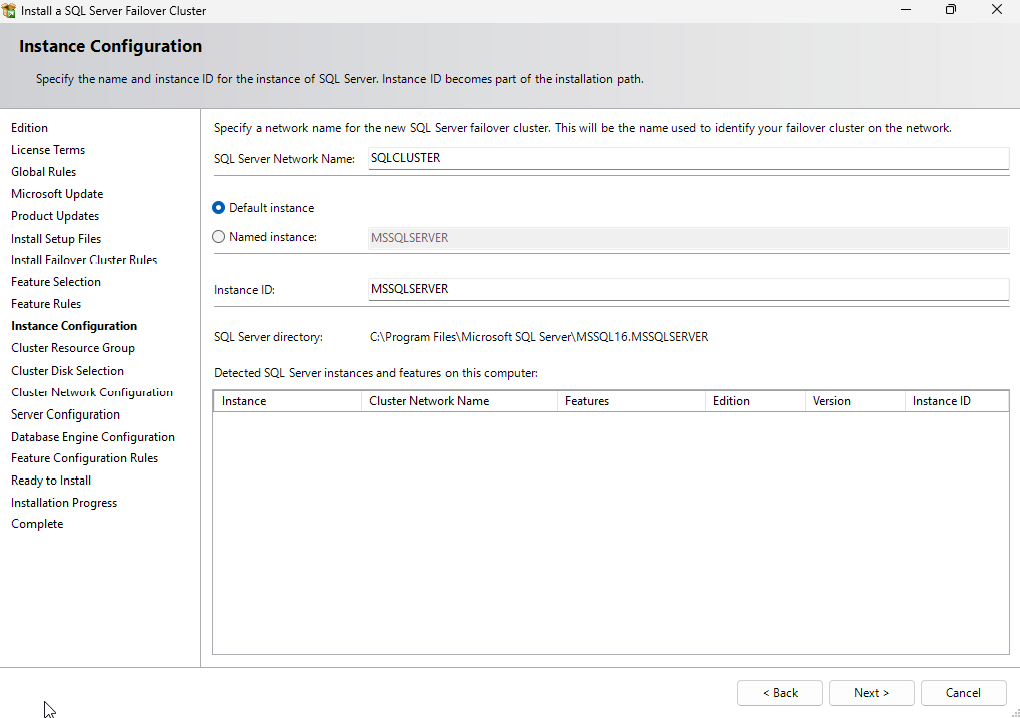 Install a SQL Server Failover Cluster
Instance Configuration
Specify the name and instance ID for the instance of SQL Server. Instance ID becomes part of the installation path.
Edition
License Terms
Global Rules
Microsoft Update
Product Updates
Install Setup Files
Install Failover Cluster Rules
Feature Selection
Feature Rules
Instance Configuration
Cluster Resource Group
Cluster Disk Selection
Cluster Network Configuration
Server Configuration
Database Engine Configuration
Feature Configuration Rules
Ready to Install
Installation Progress
Complete
Specify a network name for the new SQL Server failover cluster. This will be the name used to identify your failover cluster on the network.
SQL Server Network Name: SQLCLUSTER
Default instance
Named instance: MSSQLSERVER
Instance ID: MSSQLSERVER
SQL Server directory: C:\Program Files\Microsoft SQL Server\MSSQL16.MSSQLSERVER
Detected SQL Server instances and features on this computer:
Instance Cluster Network Name Features Edition Version Instance ID
< Back Next > Cancel